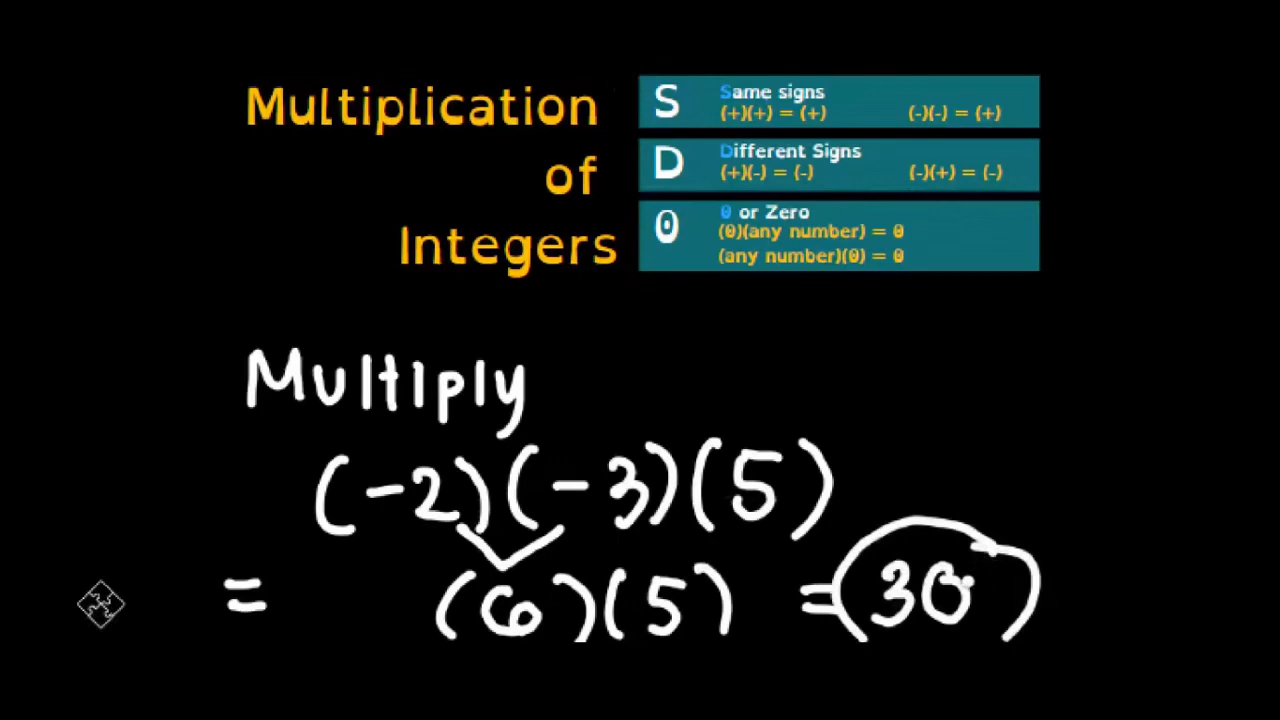 Multiplication
of
Integers
S
Same signs
(+)(+) = (+) (-)(-) = (+)
D
Different Signs
(+)(-) = (-) (-)(+) = (-)
0
0 or Zero
(0)(any number) = 0
(any number)(0) = 0
Multiply
(-2)(-3)(5)
= (6)(5) = 30